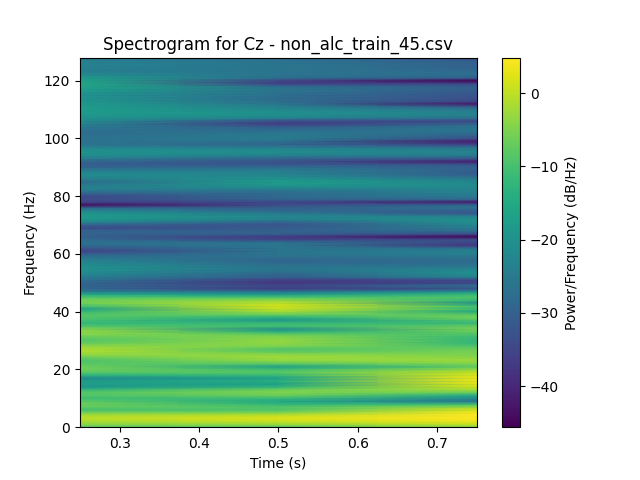 Spectrogram for Cz - non_alc_train_45.csv
120
100
80
60
40
20
0
Frequency (Hz)
0.3 0.4 0.5 0.6 0.7
Time (s)
0
−10
−20
−30
−40
Power/Frequency (dB/Hz)